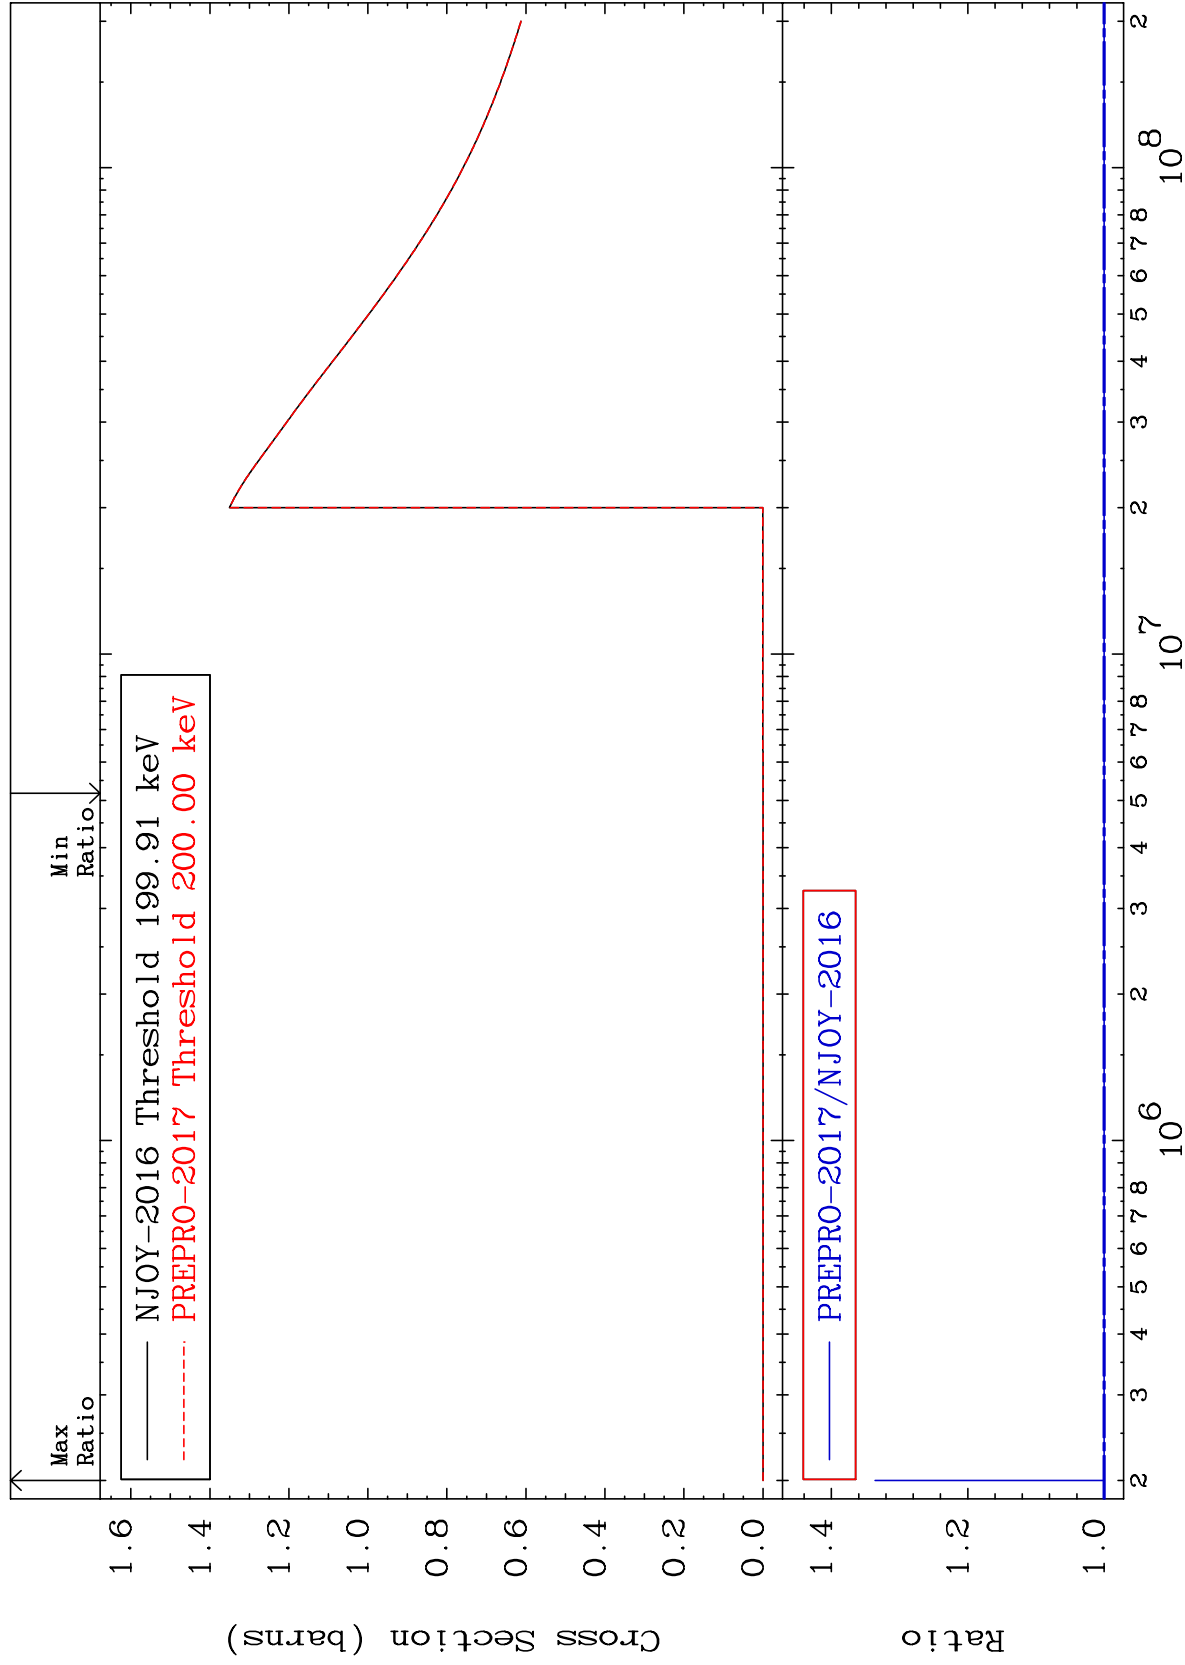 Max
Ratio
Min
Ratio
NJOY-2016 Threshold 199.91 keV
PREPRO-2017 Threshold 200.00 keV
1.6
1.4
1.2
1.0
0.8
0.6
0.4
0.2
0.0
Cross Section (barns)
PREPRO-2017/NJOY-2016
1.4
1.2
1.0
Ratio
2 3 4 5 6 7 8 10^6 2 3 4 5 6 7 8 10^7 2 3 4 5 6 7 8 10^8 2